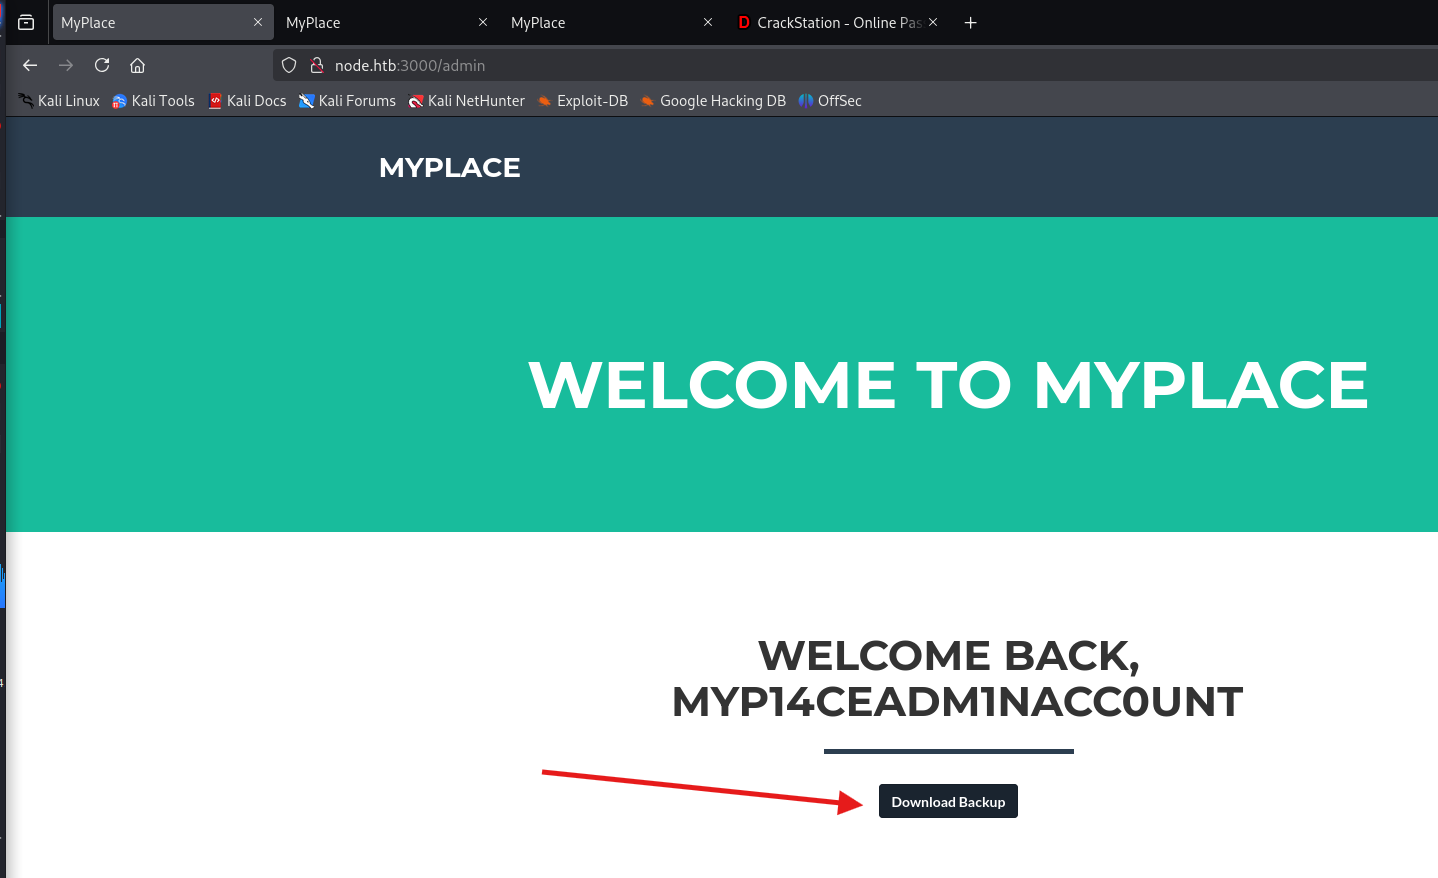 MyPlace
MyPlace
MyPlace
CrackStation - Online Pas
node.htb:3000/admin
Kali Linux
Kali Tools
Kali Docs
Kali Forums
Kali NetHunter
Exploit-DB
Google Hacking DB
OffSec
MYPLACE
WELCOME TO MYPLACE
WELCOME BACK,
MYP14CEADM1NACC0UNT
Download Backup